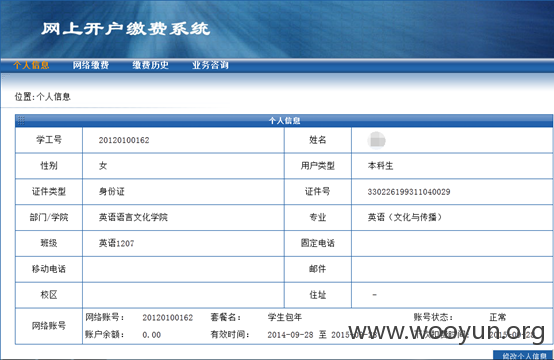 网上开户缴费系统
个人信息 网络缴费 缴费历史 业务咨询
位置:个人信息
个人信息
学工号 20120100162 姓名
性别 女 用户类型 本科生
证件类型 身份证 证件号 330226199311040029
部门/学院 英语语言文化学院 专业 英语（文化与传播）
班级 英语1207 固定电话
移动电话 邮件
校区 住址 -
网络账号
网络账号: 20120100162 套餐名: 学生包年 账户状态: 正常
账户余额: 0.00 有效时间: 2014-09-28 至 2015-09-28
www.wooyun.org
修改个人信息